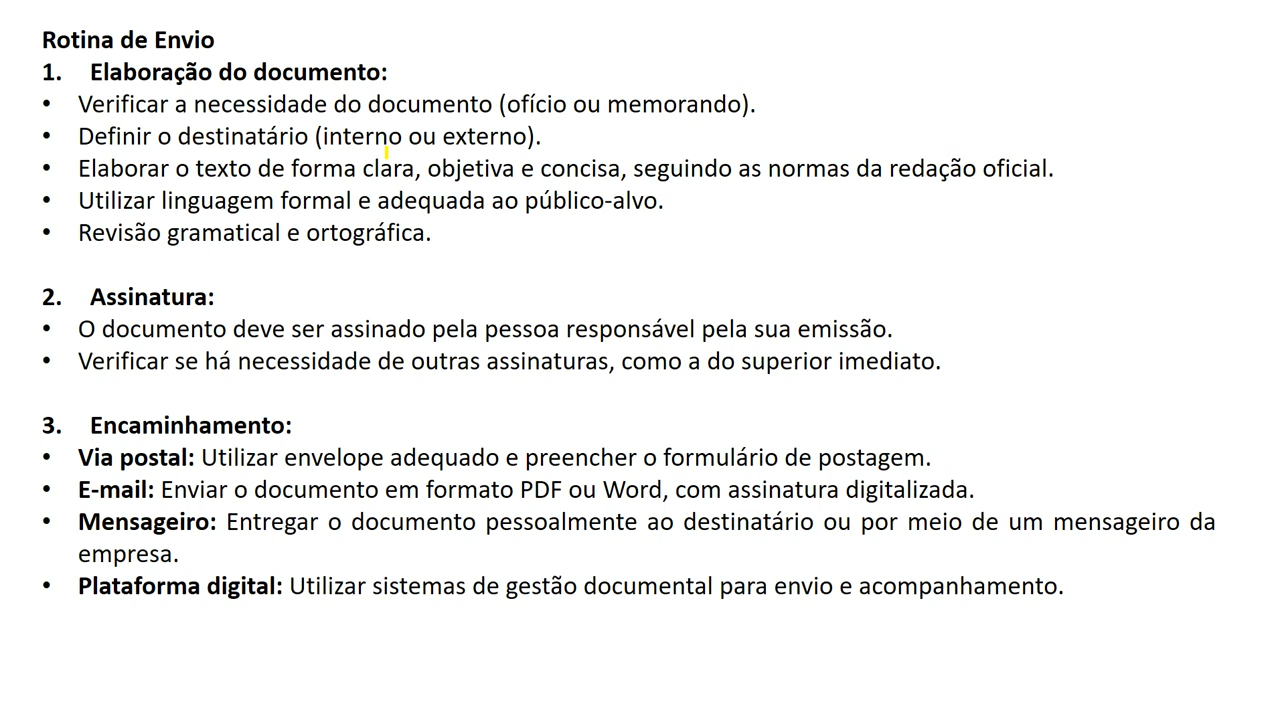 Rotina de Envio
1. Elaboração do documento:
• Verificar a necessidade do documento (ofício ou memorando).
• Definir o destinatário (interno ou externo).
• Elaborar o texto de forma clara, objetiva e concisa, seguindo as normas da redação oficial.
• Utilizar linguagem formal e adequada ao público-alvo.
• Revisão gramatical e ortográfica.
2. Assinatura:
• O documento deve ser assinado pela pessoa responsável pela sua emissão.
• Verificar se há necessidade de outras assinaturas, como a do superior imediato.
3. Encaminhamento:
• Via postal: Utilizar envelope adequado e preencher o formulário de postagem.
• E-mail: Enviar o documento em formato PDF ou Word, com assinatura digitalizada.
• Mensageiro: Entregar o documento pessoalmente ao destinatário ou por meio de um mensageiro da
empresa.
• Plataforma digital: Utilizar sistemas de gestão documental para envio e acompanhamento.